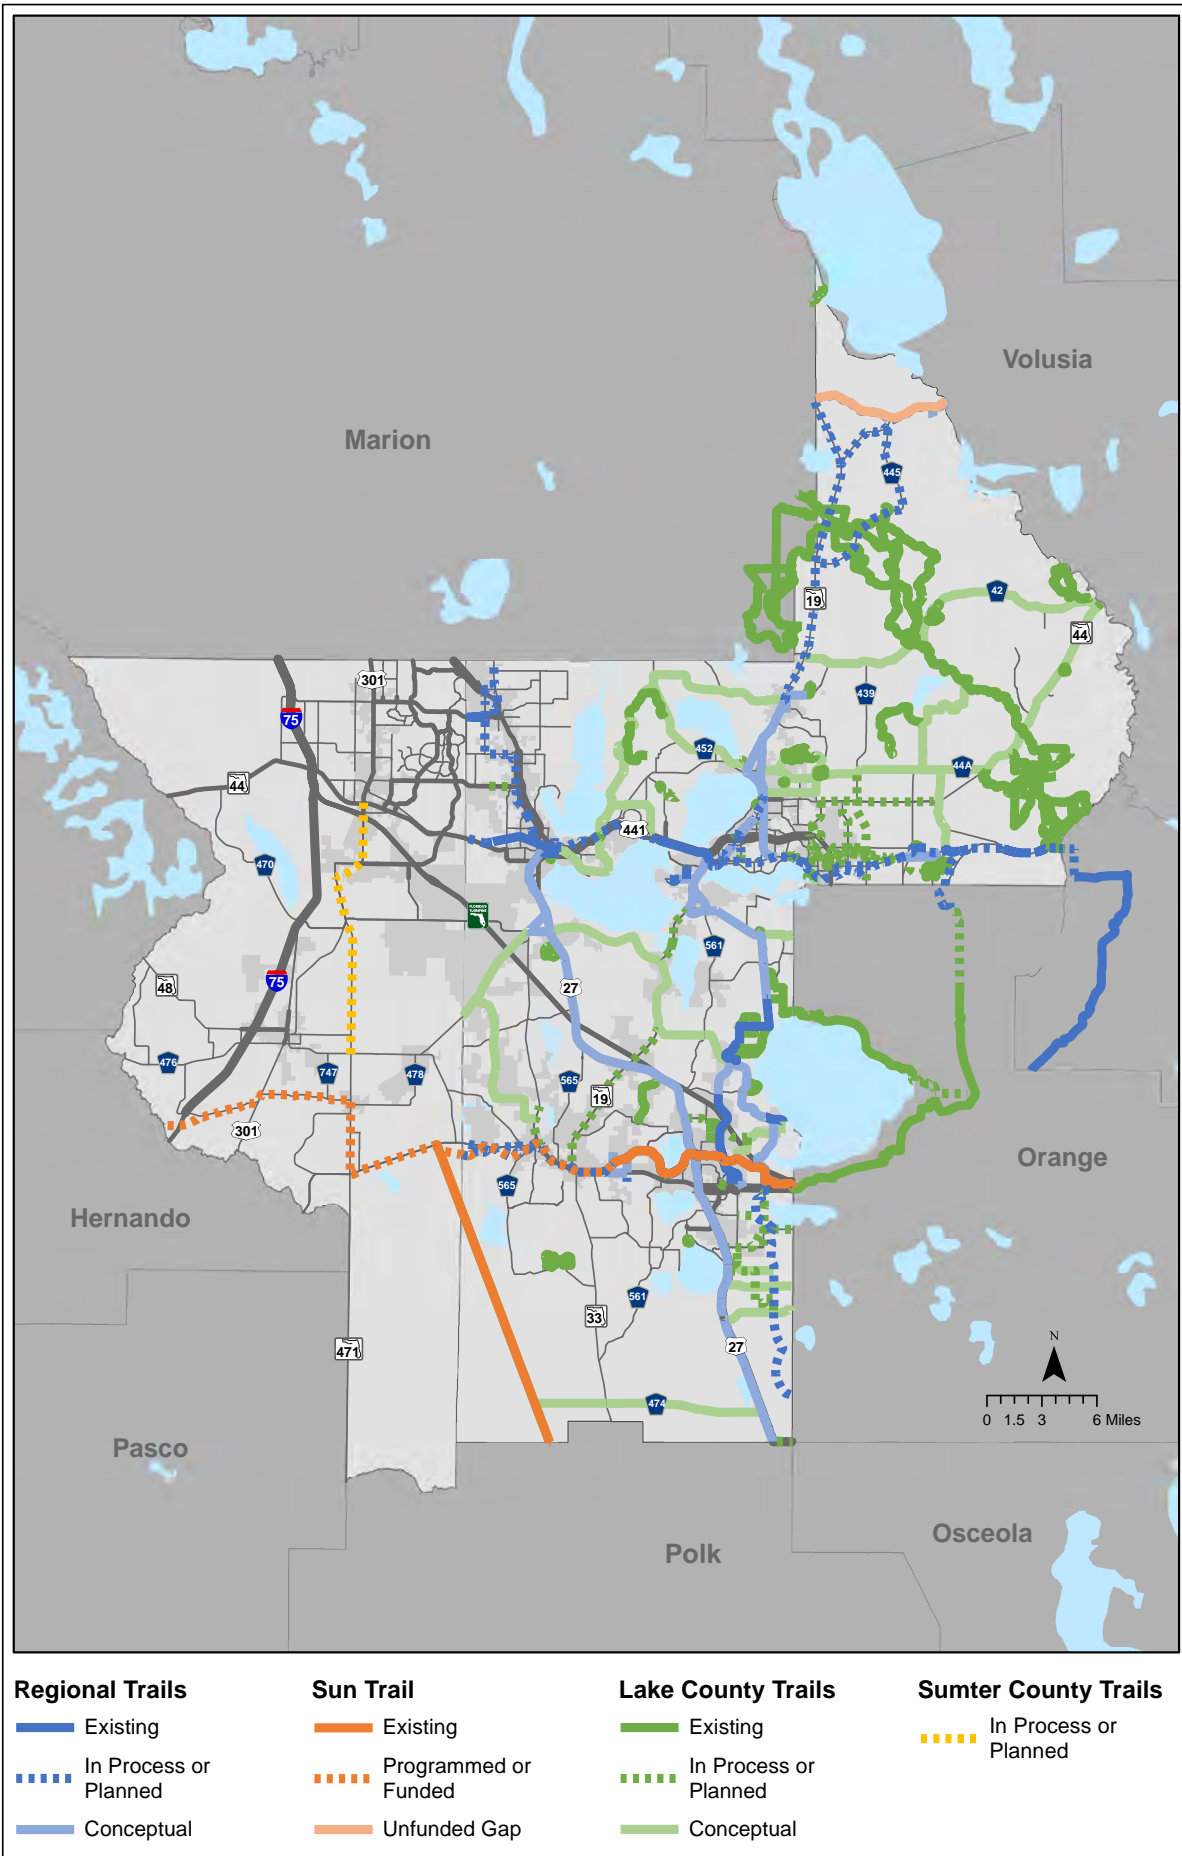 Volusia
Marion
445
42
19
44
301
439
75
452
44
44A
441
470
27
561
48
75
476
747
478
565
19
301
565
Orange
Hernando
561
33
471
27
N
474
0 1.5 3 6 Miles
Pasco
Osceola
Polk
FLORIDA'S TURNPIKE
Regional Trails
Existing
In Process or
Planned
Conceptual
Sun Trail
Existing
Programmed or
Funded
Unfunded Gap
Lake County Trails
Existing
In Process or
Planned
Conceptual
Sumter County Trails
In Process or
Planned